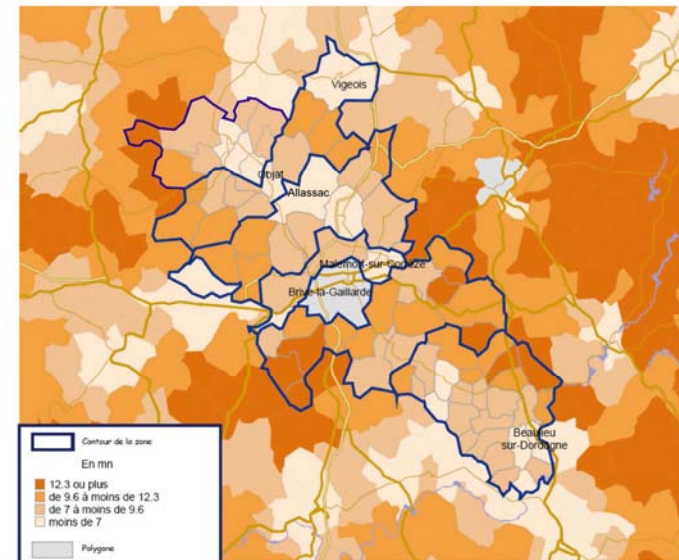 Vigeois
Objat
Allassac
Malemort-sur-Corrèze
Brive-la-Gaillarde
Beaulieu
sur-Dordogne
Contour de la zone
En mn
12.3 ou plus
de 9.6 à moins de 12.3
de 7 à moins de 9.6
moins de 7
Polygone